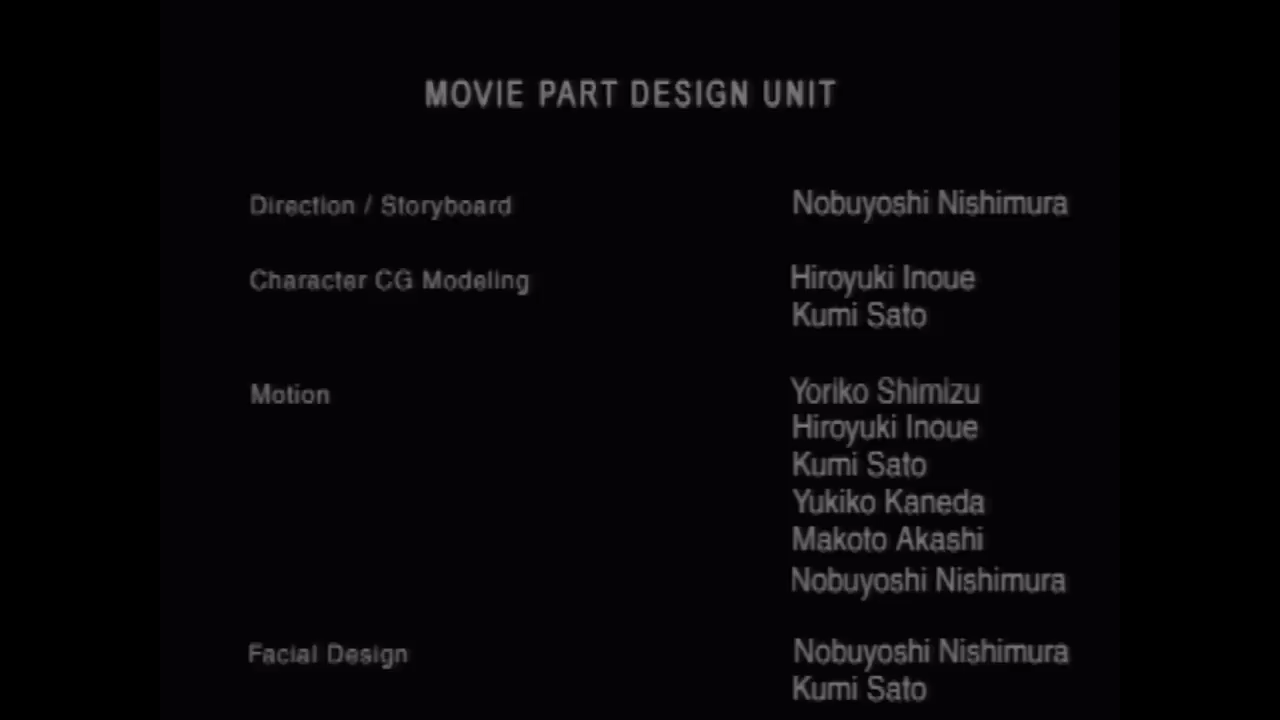 MOVIE PART DESIGN UNIT
Direction / Storyboard Nobuyoshi Nishimura
Character CG Modeling Hiroyuki Inoue
Kumi Sato
Motion Yoriko Shimizu
Hiroyuki Inoue
Kumi Sato
Yukiko Kaneda
Makoto Akashi
Nobuyoshi Nishimura
Facial Design Nobuyoshi Nishimura
Kumi Sato